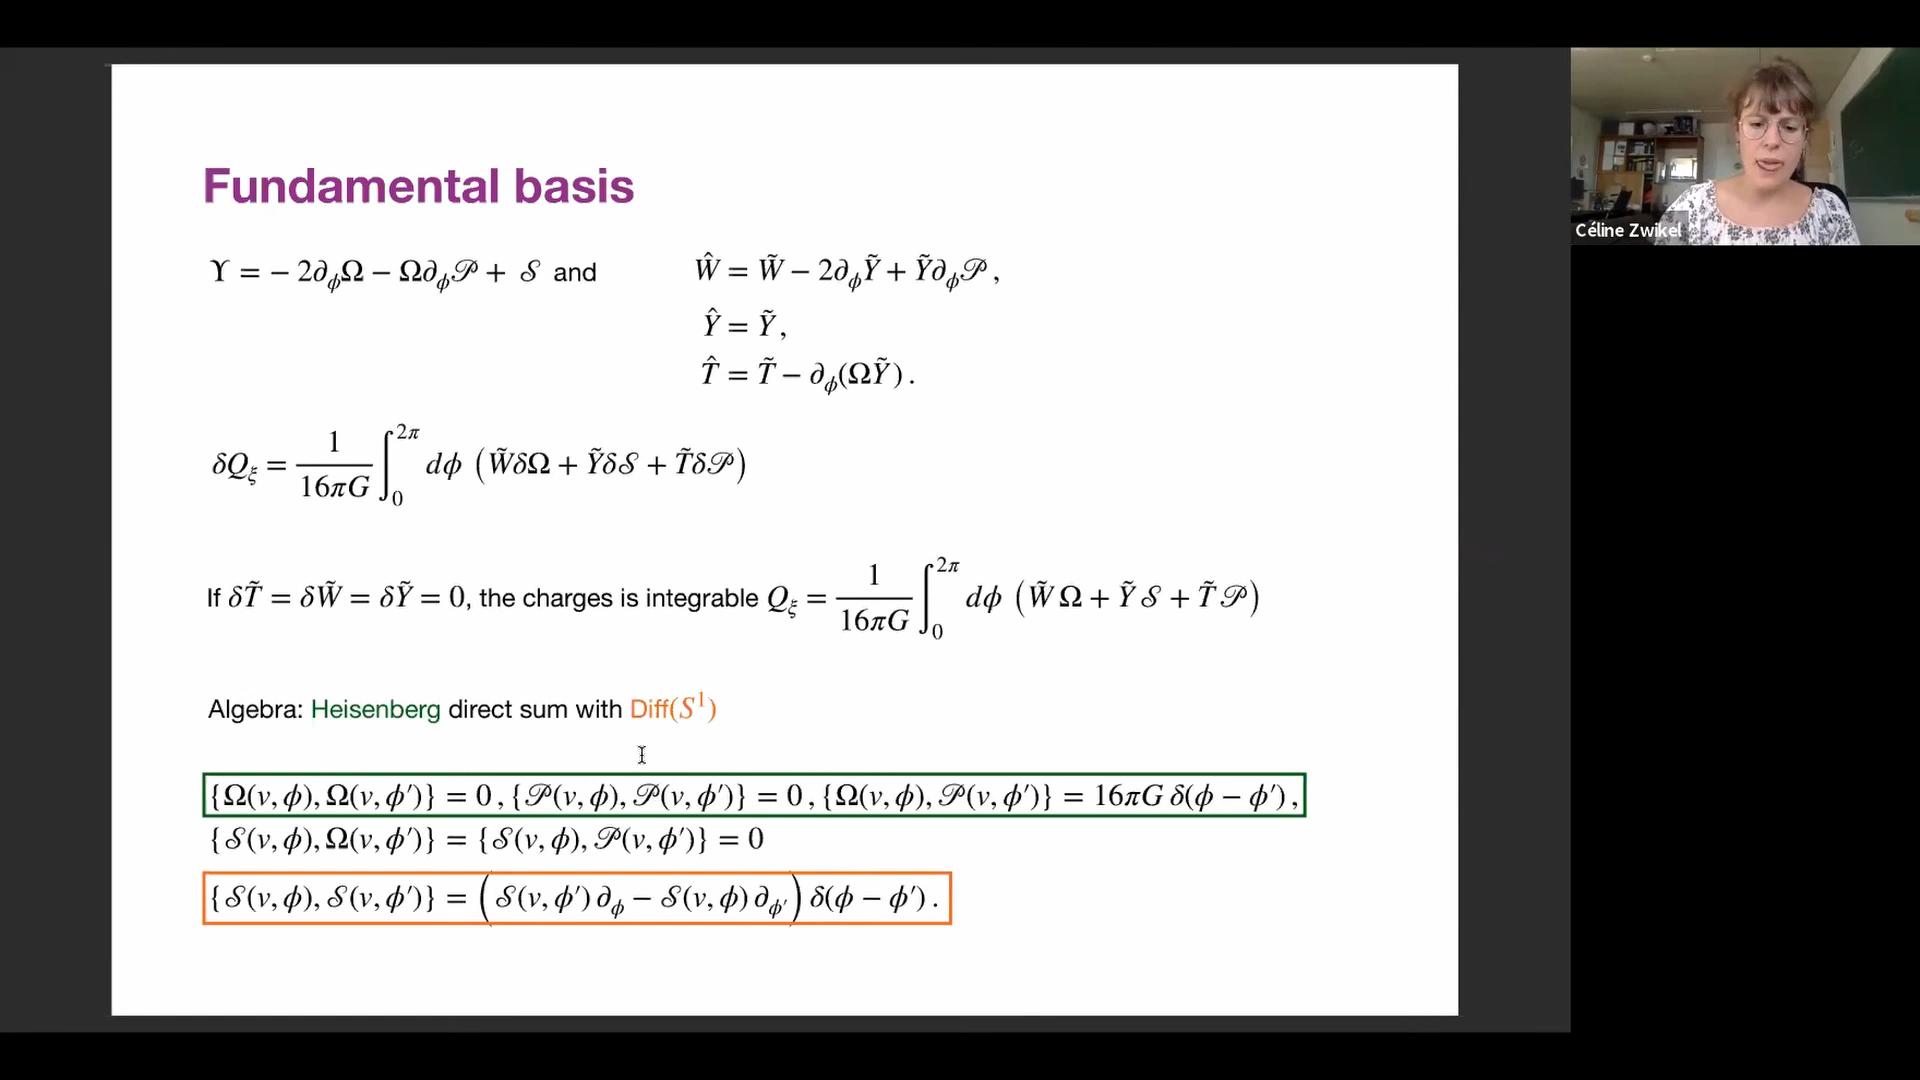 Fundamental basis
ϒ = − 2∂_ϕΩ − Ω∂_ϕ𝒫 + 𝒮 and
Ŵ = W̃ − 2∂_ϕỸ + Ỹ∂_ϕ𝒫 ,
Ŷ = Ỹ ,
T̂ = T̃ − ∂_ϕ(ΩỸ) .
δQ_ξ = 1/(16πG) ∫_0^{2π} dϕ (W̃δΩ + Ỹδ𝒮 + T̃δ𝒫)
If δT̃ = δW̃ = δỸ = 0, the charges is integrable Q_ξ = 1/(16πG) ∫_0^{2π} dϕ (W̃ Ω + Ỹ 𝒮 + T̃ 𝒫)
Algebra: Heisenberg direct sum with Diff(S¹)
{Ω(v, ϕ), Ω(v, ϕ′)} = 0 , {𝒫(v, ϕ), 𝒫(v, ϕ′)} = 0 , {Ω(v, ϕ), 𝒫(v, ϕ′)} = 16πG δ(ϕ − ϕ′) ,
{𝒮(v, ϕ), Ω(v, ϕ′)} = {𝒮(v, ϕ), 𝒫(v, ϕ′)} = 0
{𝒮(v, ϕ), 𝒮(v, ϕ′)} = (𝒮(v, ϕ′) ∂_ϕ − 𝒮(v, ϕ) ∂_ϕ′) δ(ϕ − ϕ′) .
Céline Zwikel